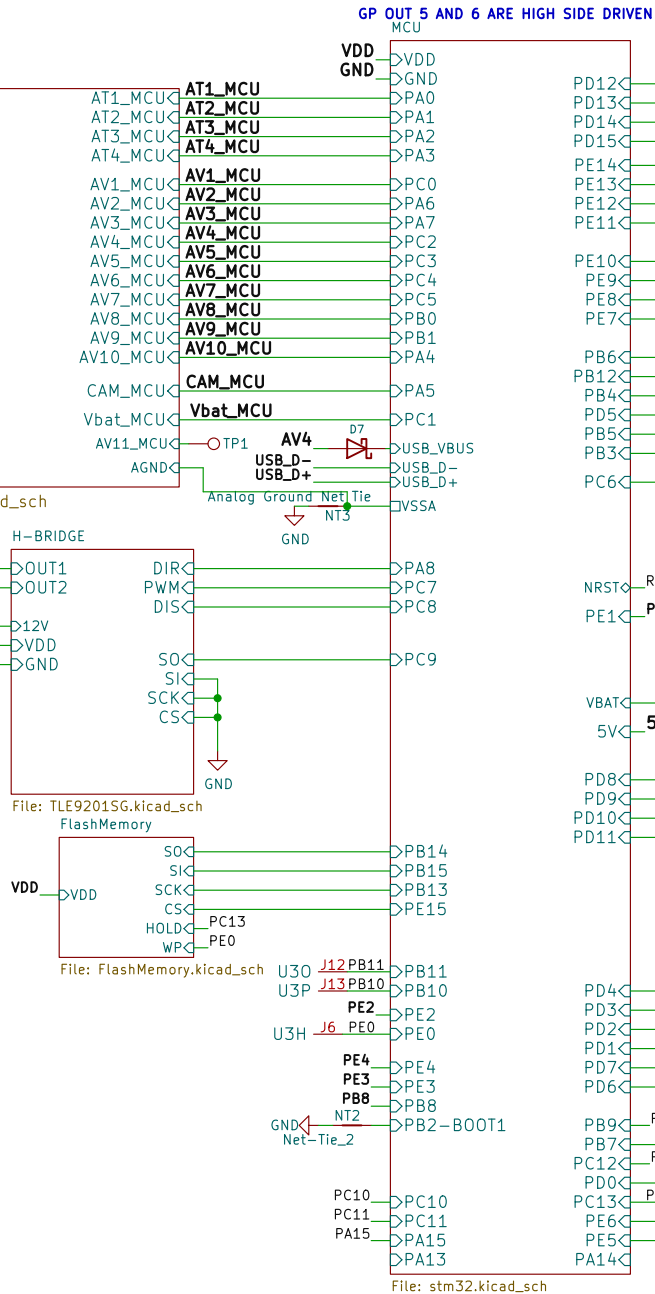 GP OUT 5 AND 6 ARE HIGH SIDE DRIVEN
MCU
VDD VDD
GND GND
PD12
AT1_MCU AT1_MCU PA0
PD13
AT2_MCU AT2_MCU PA1
PD14
AT3_MCU AT3_MCU PA2
PD15
AT4_MCU AT4_MCU PA3
PE14
AV1_MCU AV1_MCU PC0 PE13
AV2_MCU AV2_MCU PA6 PE12
AV3_MCU AV3_MCU PA7 PE11
AV4_MCU AV4_MCU PC2
AV5_MCU AV5_MCU PC3 PE10
AV6_MCU AV6_MCU PC4 PE9
AV7_MCU AV7_MCU PC5 PE8
AV8_MCU AV8_MCU PB0 PE7
AV9_MCU AV9_MCU PB1
AV10_MCU AV10_MCU PA4 PB6
PB12
CAM_MCU CAM_MCU PA5 PB4
Vbat_MCU Vbat_MCU PC1 PD5
D7
PB5
AV11_MCU TP1 AV4 USB_VBUS PB3
AGND USB_D- USB_D-
USB_D+ USB_D+ PC6
Analog Ground Net Tie
d_sch
VSSA
NT3
GND
H-BRIDGE
OUT1 DIR PA8
OUT2 PWM PC7 NRST R
DIS PC8
PE1 P
12V
VDD
GND SO PC9
SI
SCK VBAT
CS
5V 5
GND
PD8
File: TLE9201SG.kicad_sch PD9
FlashMemory PD10
PD11
SO PB14
SI PB15
VDD VDD SCK PB13
CS PE15
HOLD PC13
WP PE0
File: FlashMemory.kicad_sch
U3O J12 PB11 PB11
U3P J13 PB10 PB10 PD4
PE2 PE2 PD3
U3H J6 PE0 PE0 PD2
PD1
PE4 PE4 PD7
PE3 PE3 PD6
PB8 PB8
NT2
GND PB2-BOOT1 PB9
Net-Tie_2
PB7
PC12
PD0
PC10 PC10 PC13 P
PC11 PC11 PE6
PA15 PA15 PE5
PA13 PA14
File: stm32.kicad_sch